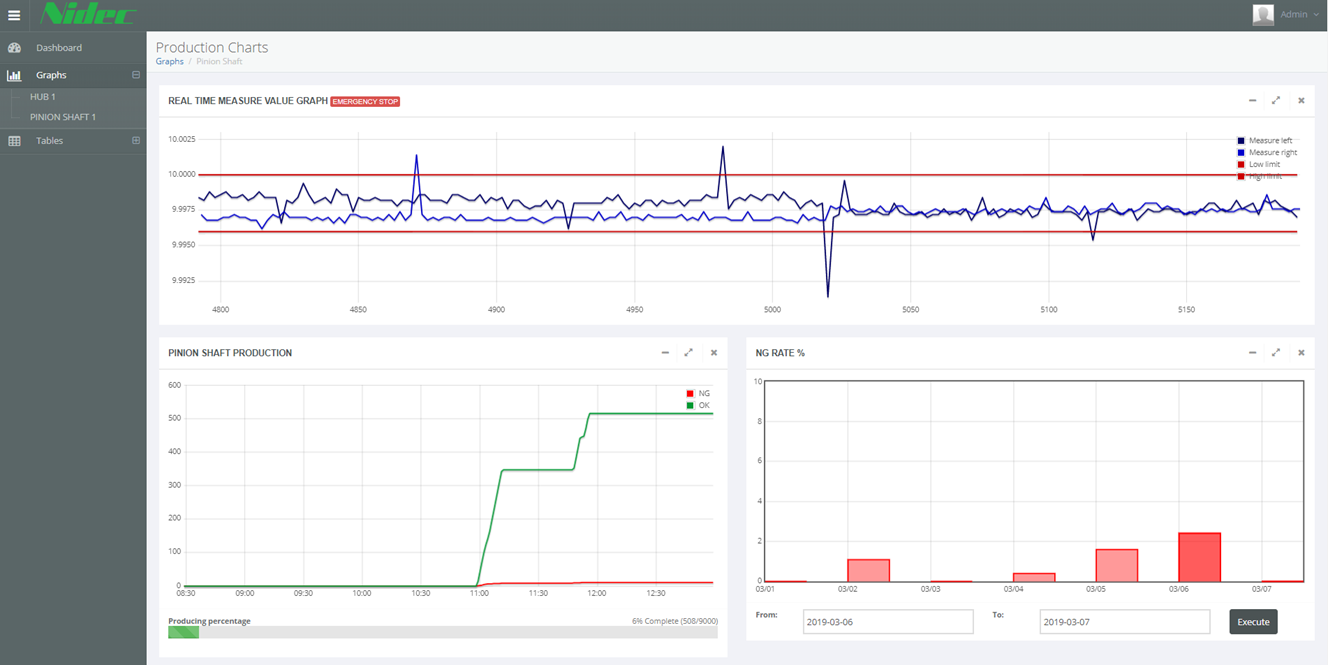 Nidec
Admin
Dashboard
Graphs
HUB 1
PINION SHAFT 1
Tables
Production Charts
Graphs / Pinion Shaft
REAL TIME MEASURE VALUE GRAPH EMERGENCY STOP
10.0025
10.0000
9.9975
9.9950
9.9925
Measure left
Measure right
Low limit
High limit
4800 4850 4900 4950 5000 5050 5100 5150
PINION SHAFT PRODUCTION
600
500
400
300
200
100
0
NG
OK
08:30 09:00 09:30 10:00 10:30 11:00 11:30 12:00 12:30
Producing percentage 6% Complete (508/9000)
NG RATE %
10
8
6
4
2
0
03/01 03/02 03/03 03/04 03/05 03/06 03/07
From: 2019-03-06 To: 2019-03-07 Execute